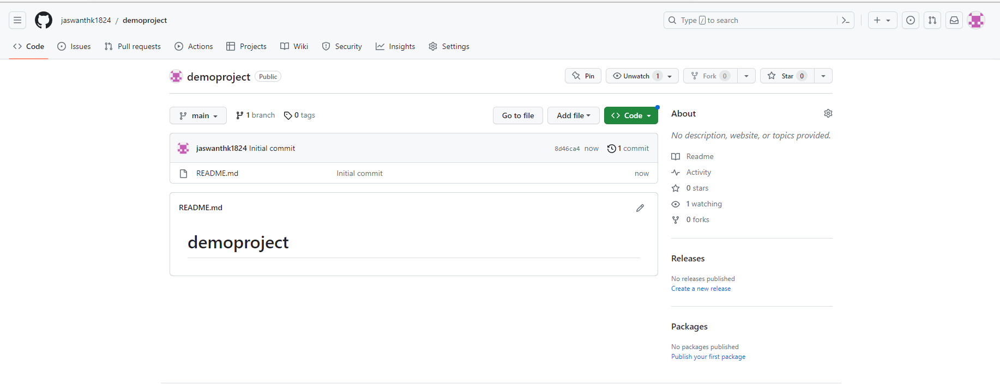 jaswanthk1824 / demoproject
Type / to search
Code Issues Pull requests Actions Projects Wiki Security Insights Settings
demoproject Public
Pin Unwatch 1 Fork 0 Star 0
main 1 branch 0 tags
Go to file Add file Code
jaswanthk1824 Initial commit 8d46ca4 now 1 commit
README.md Initial commit now
README.md
demoproject
About
No description, website, or topics provided.
Readme
Activity
0 stars
1 watching
0 forks
Releases
No releases published
Create a new release
Packages
No packages published
Publish your first package